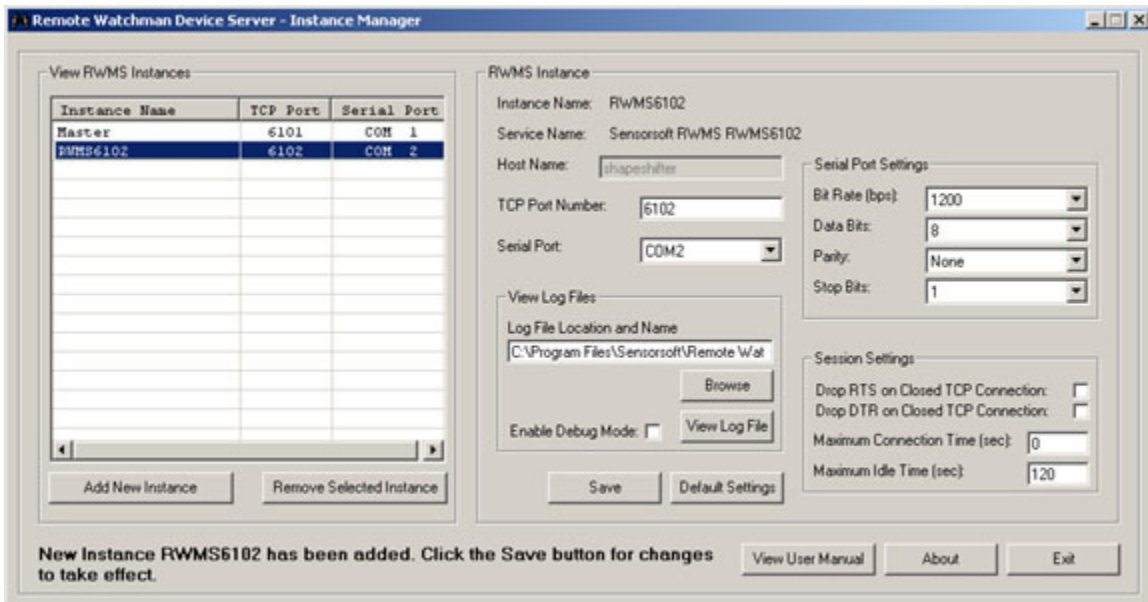 Remote Watchman Device Server - Instance Manager
View RWMS Instances
Instance Name TCP Port Serial Port
Master 6101 COM 1
RWMS6102 6102 COM 2
Add New Instance Remove Selected Instance
RWMS Instance
Instance Name: RWMS6102
Service Name: Sensorsoft RWMS RWMS6102
Host Name: shapeshifter
TCP Port Number: 6102
Serial Port: COM2
View Log Files
Log File Location and Name
C:\Program Files\Sensorsoft\Remote Wat
Browse
Enable Debug Mode: View Log File
Save Default Settings
Serial Port Settings
Bit Rate (bps): 1200
Data Bits: 8
Parity: None
Stop Bits: 1
Session Settings
Drop RTS on Closed TCP Connection:
Drop DTR on Closed TCP Connection:
Maximum Connection Time (sec): 0
Maximum Idle Time (sec): 120
New Instance RWMS6102 has been added. Click the Save button for changes
to take effect.
View User Manual About Exit